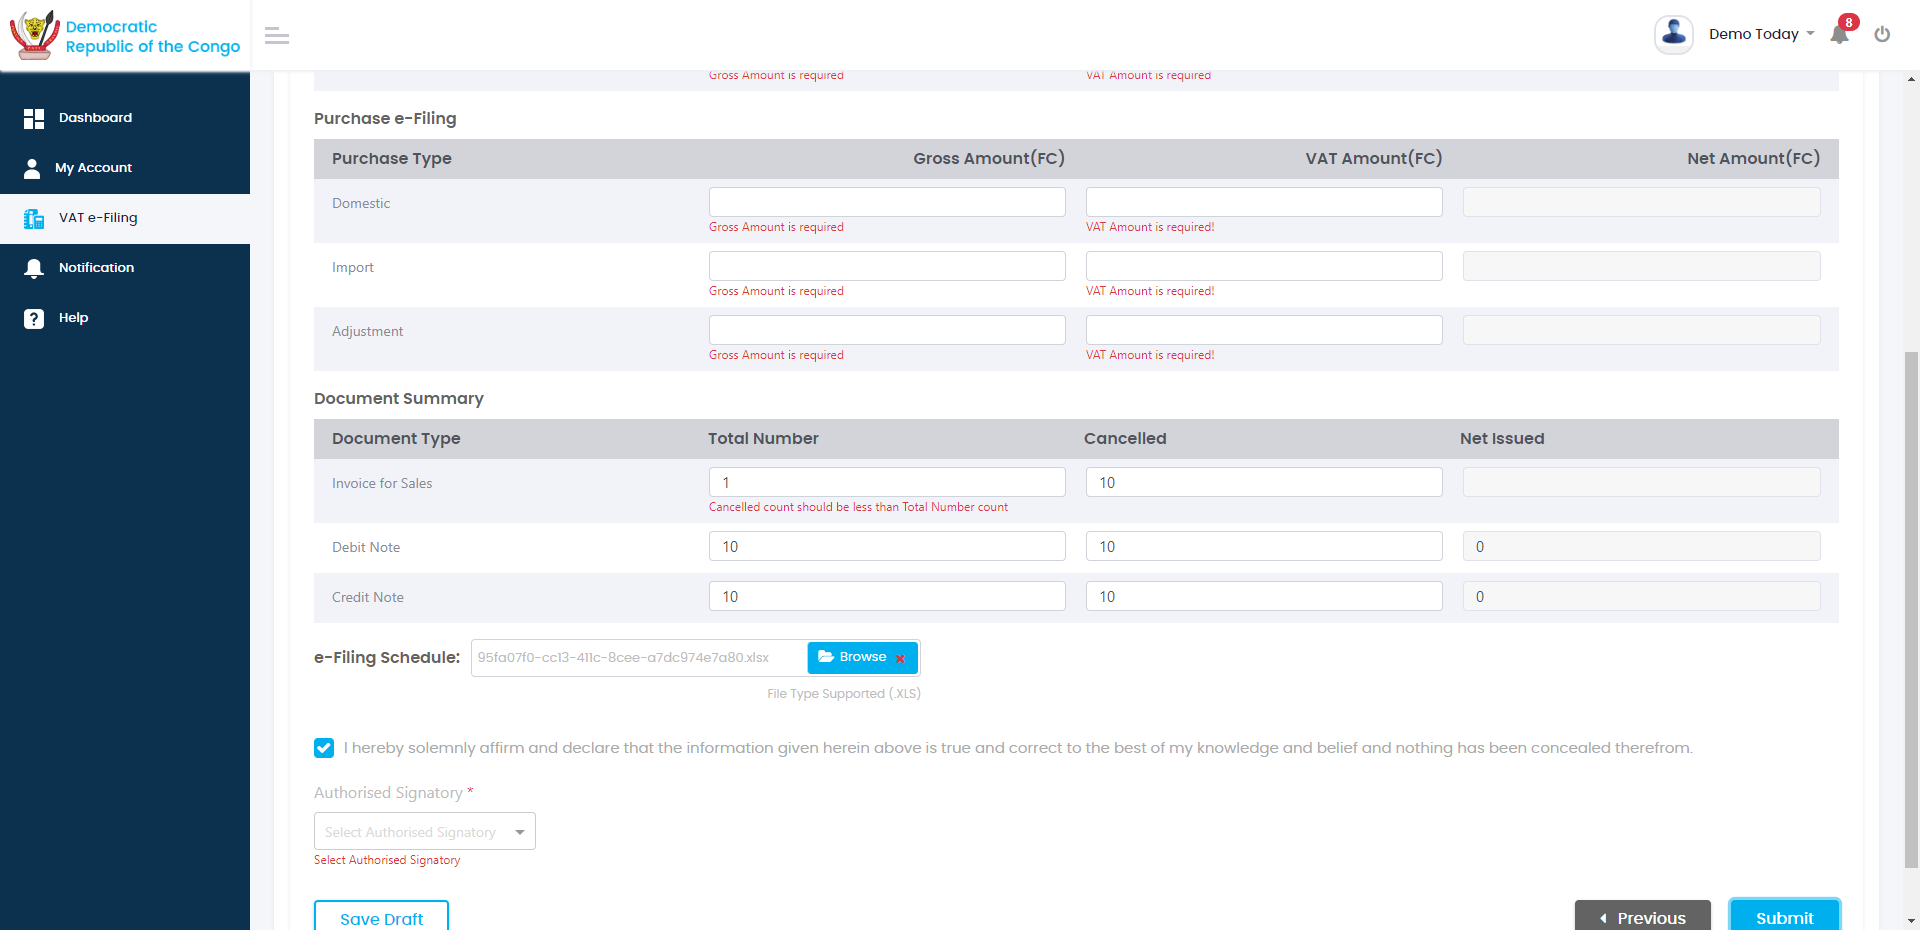 Democratic
Republic of the Congo
Demo Today
8
Dashboard
My Account
VAT e-Filing
Notification
Help
Gross Amount is required VAT Amount is required
Purchase e-Filing
Purchase Type Gross Amount(FC) VAT Amount(FC) Net Amount(FC)
Domestic
Gross Amount is required VAT Amount is required!
Import
Gross Amount is required VAT Amount is required!
Adjustment
Gross Amount is required VAT Amount is required!
Document Summary
Document Type Total Number Cancelled Net Issued
Invoice for Sales 1 10
Cancelled count should be less than Total Number count
Debit Note 10 10 0
Credit Note 10 10 0
e-Filing Schedule: 95fa07f0-cc13-411c-8cee-a7dc974e7a80.xlsx Browse
File Type Supported (.XLS)
I hereby solemnly affirm and declare that the information given herein above is true and correct to the best of my knowledge and belief and nothing has been concealed therefrom.
Authorised Signatory *
Select Authorised Signatory
Select Authorised Signatory
Save Draft Previous Submit